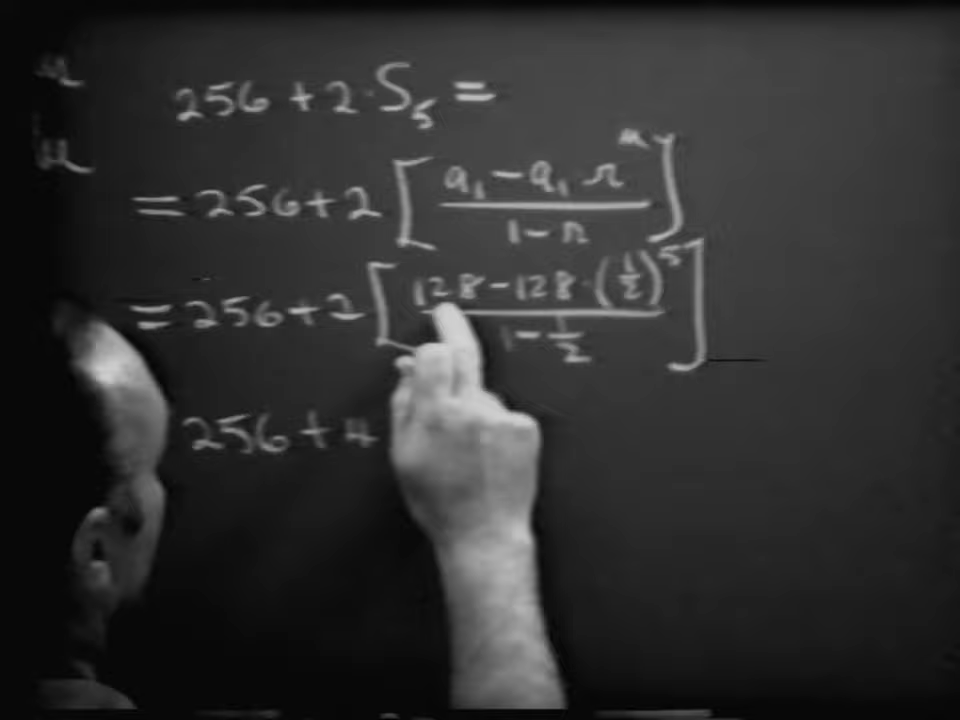 256 + 2 · S₅ =
= 256 + 2 [ (a₁ - a₁ r^n) / (1 - r) ]
= 256 + 2 [ (128 - 128 · (1/2)^5) / (1 - 1/2) ]
256 + 4